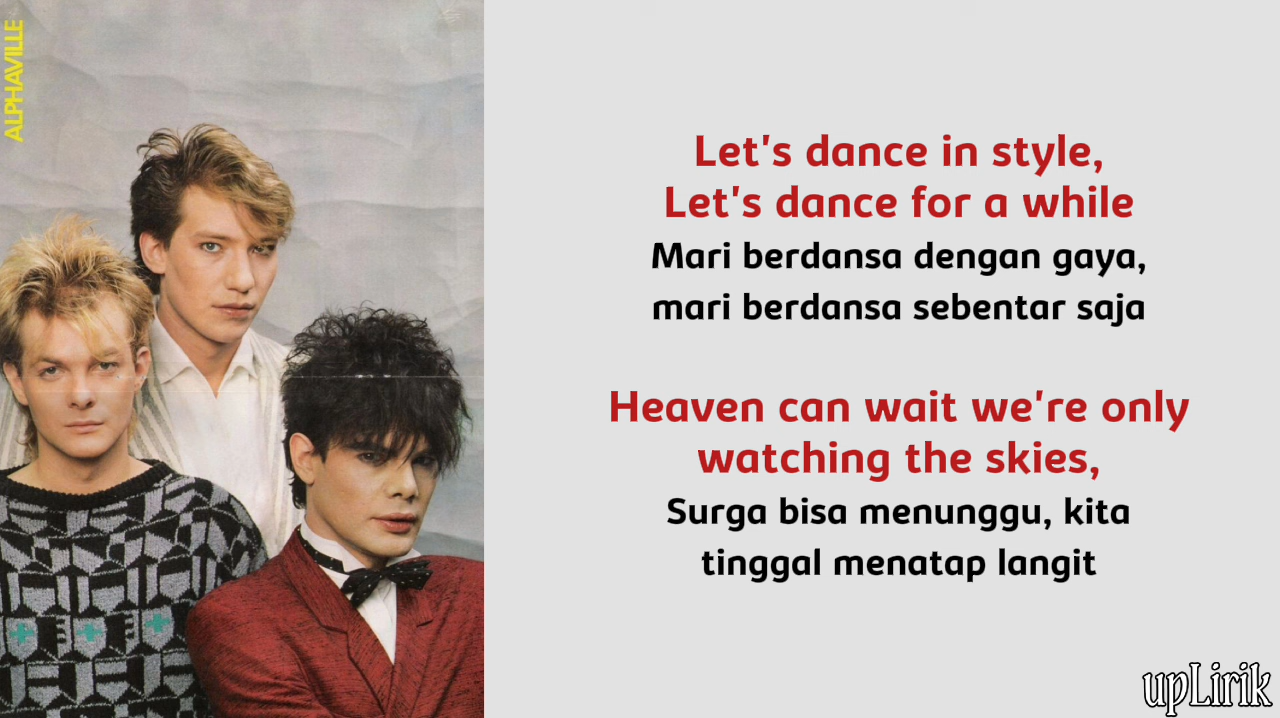 ALPHAVILLE
Let's dance in style,
Let's dance for a while
Mari berdansa dengan gaya,
mari berdansa sebentar saja
Heaven can wait we're only
watching the skies,
Surga bisa menunggu, kita
tinggal menatap langit
upLirik